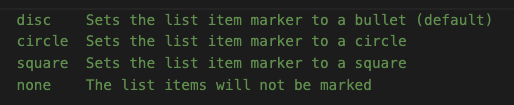 disc    Sets the list item marker to a bullet (default)
circle  Sets the list item marker to a circle
square  Sets the list item marker to a square
none    The list items will not be marked